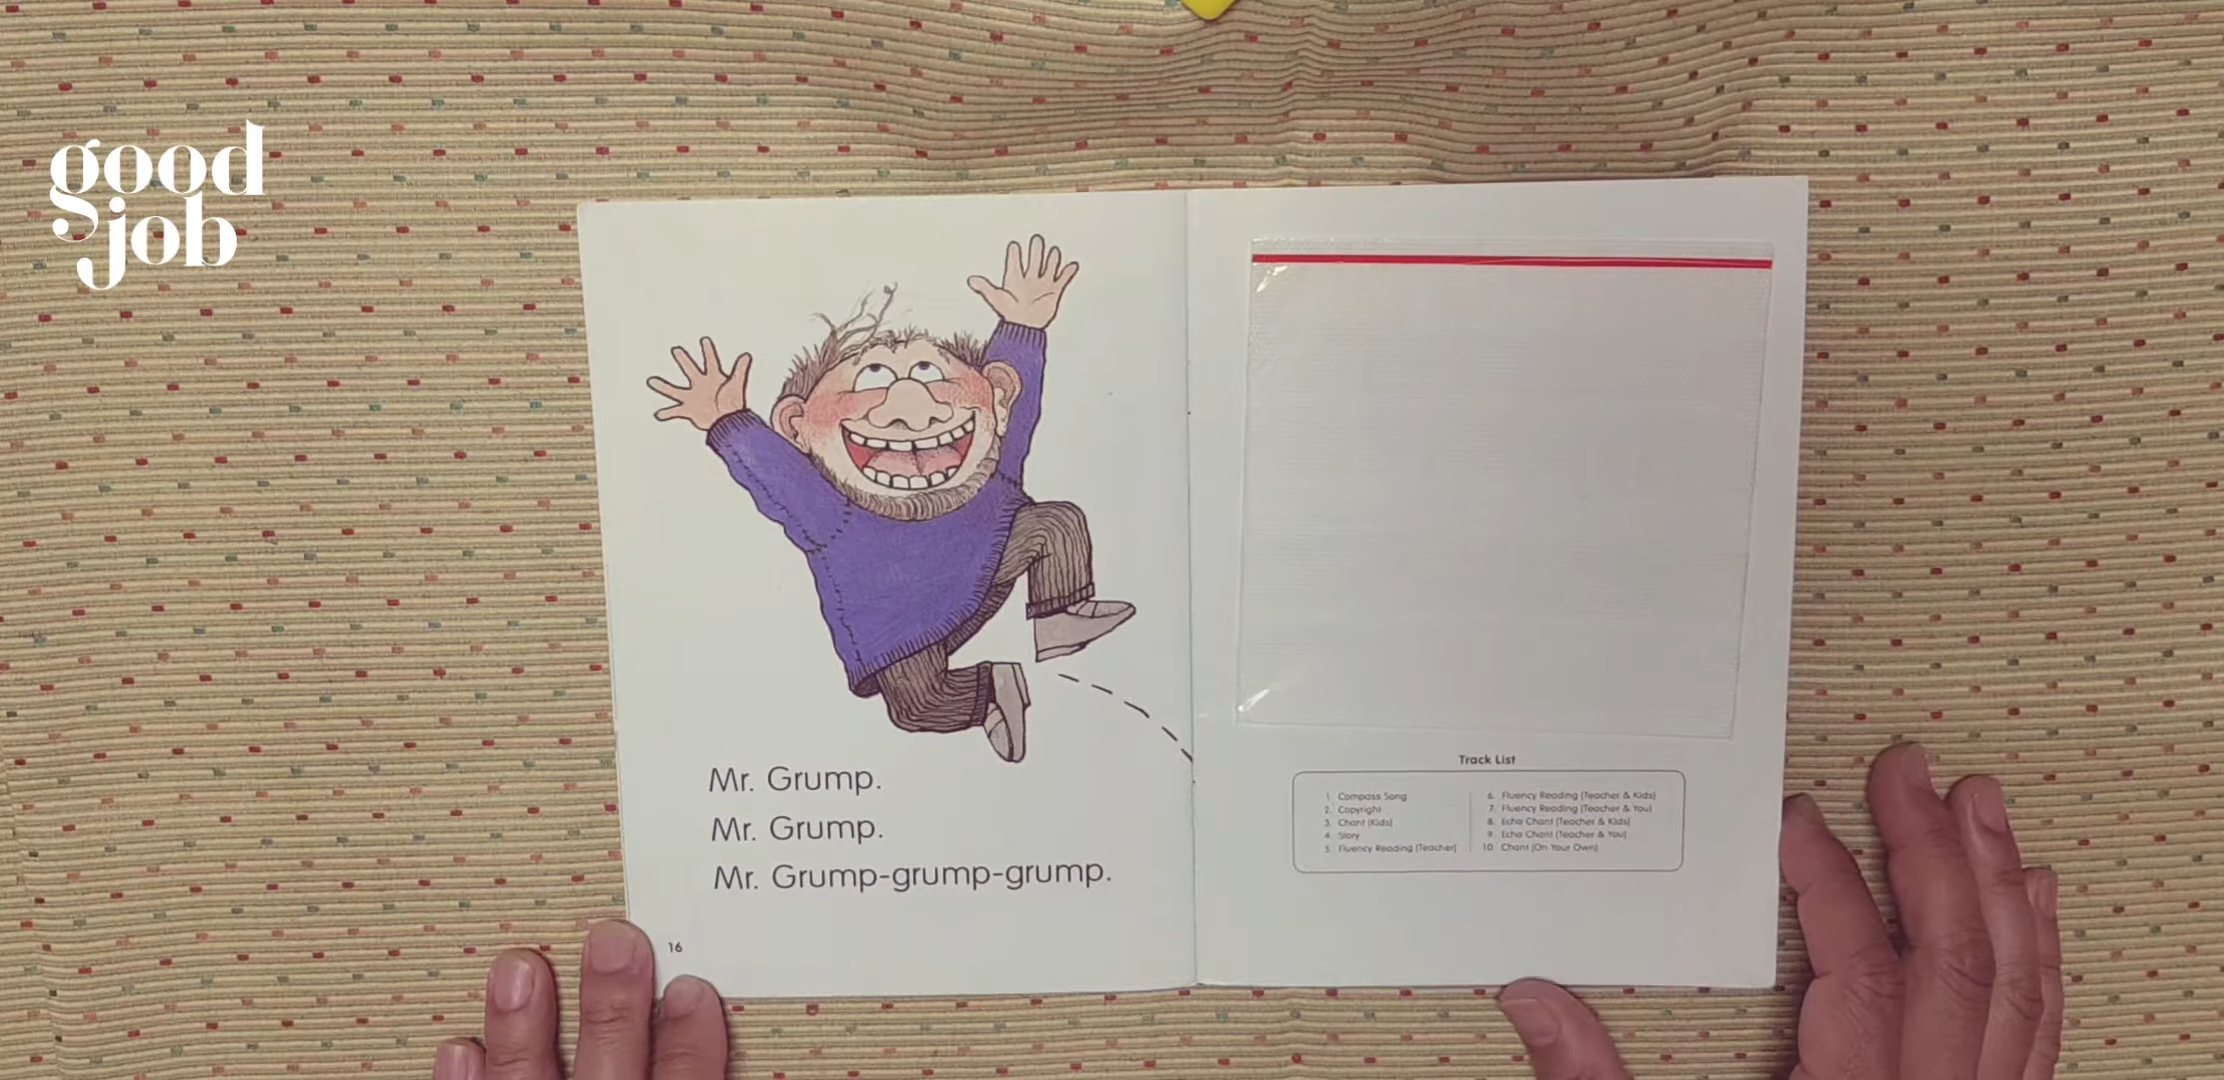 good
job
Mr. Grump.
Mr. Grump.
Mr. Grump-grump-grump.
16
Track List
1. Compass Song
2. Copyright
3. Chant (Kids)
4. Story
5. Fluency Reading (Teacher)
6. Fluency Reading (Teacher & Kids)
7. Fluency Reading (Teacher & You)
8. Echo Chant (Teacher & Kids)
9. Echo Chant (Teacher & You)
10. Chant (On Your Own)